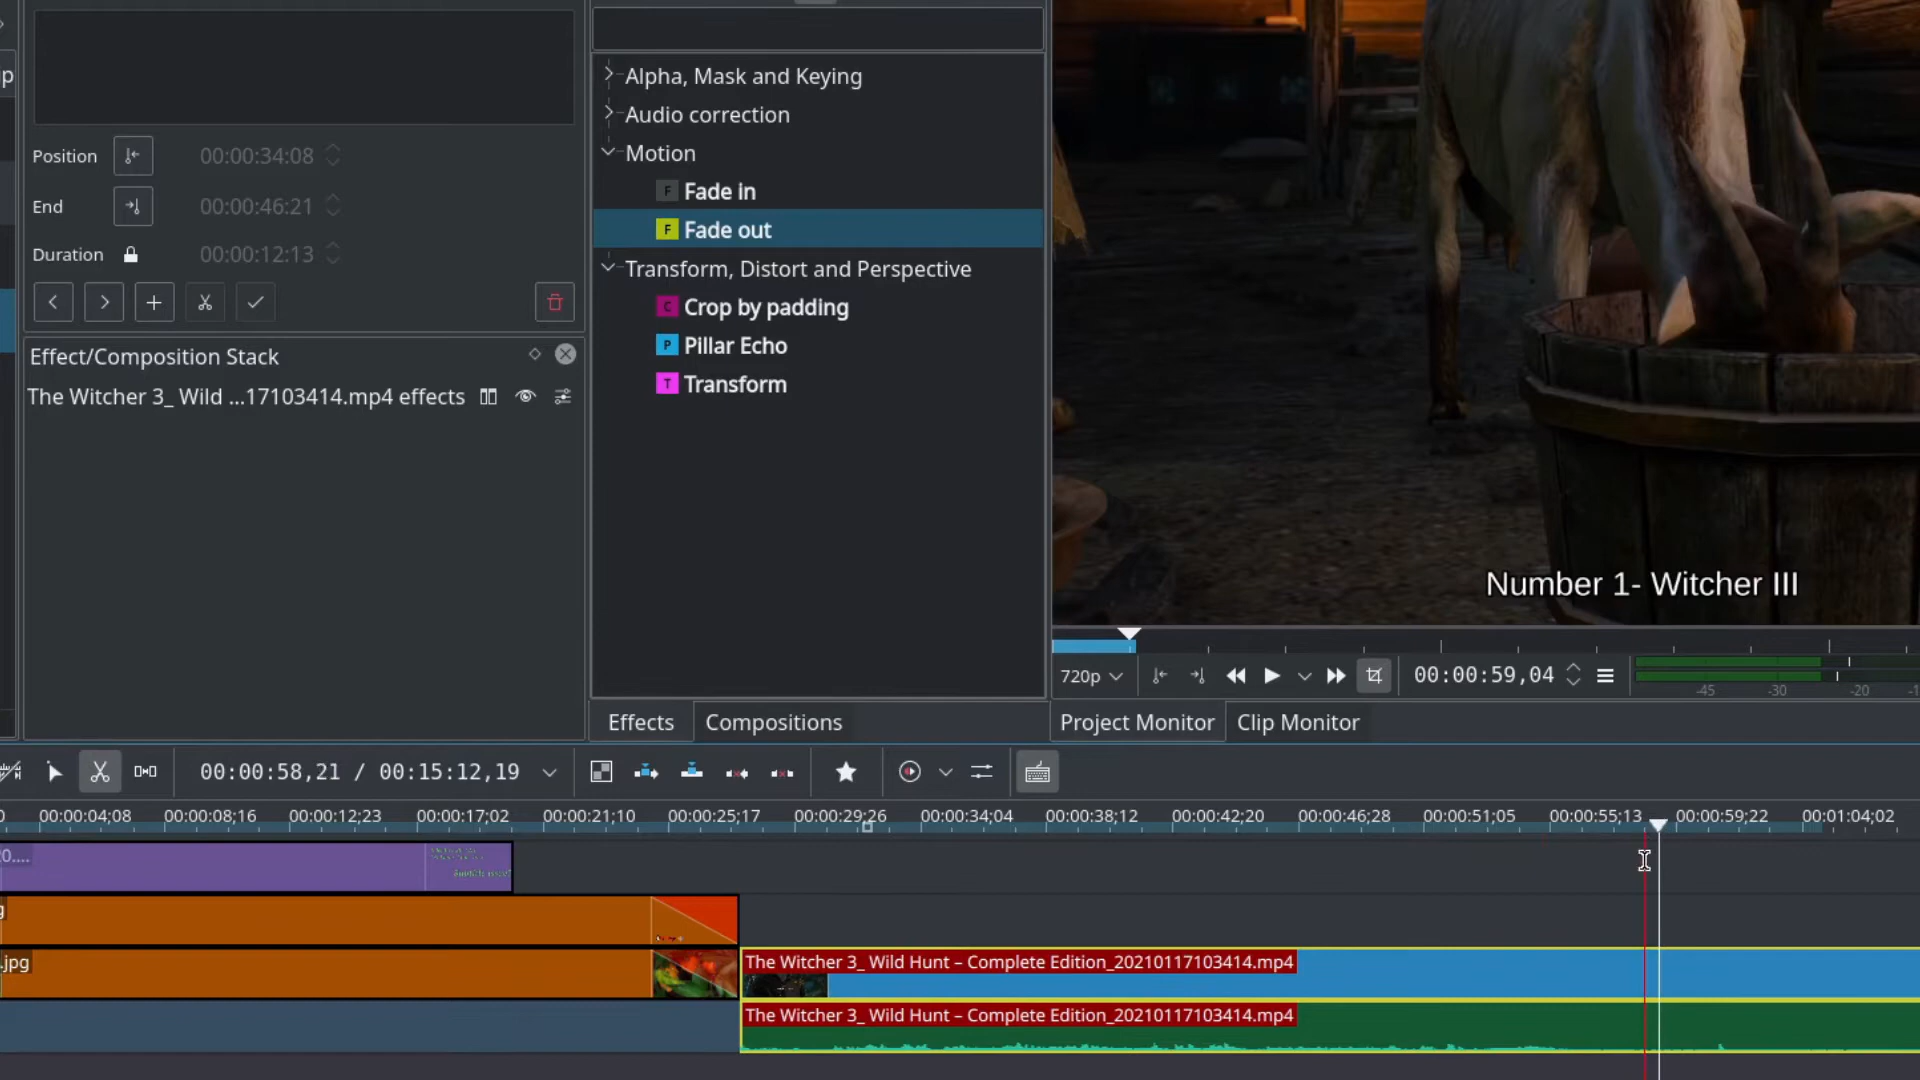 p
Position 00:00:34:08
End 00:00:46:21
Duration 00:00:12:13
Effect/Composition Stack
The Witcher 3_ Wild ...17103414.mp4 effects
Alpha, Mask and Keying
Audio correction
Motion
F Fade in
F Fade out
Transform, Distort and Perspective
C Crop by padding
P Pillar Echo
T Transform
Effects
Compositions
Number 1- Witcher III
720p
00:00:59,04
-45 -30 -20
Project Monitor
Clip Monitor
00:00:58,21 / 00:15:12,19
00:00:04;08 00:00:08;16 00:00:12;23 00:00:17;02 00:00:21;10 00:00:25;17 00:00:29;26 00:00:34;04 00:00:38;12 00:00:42;20 00:00:46;28 00:00:51;05 00:00:55;13 00:00:59;22 00:01:04;02
0....
g
.jpg
The Witcher 3_ Wild Hunt – Complete Edition_20210117103414.mp4
The Witcher 3_ Wild Hunt – Complete Edition_20210117103414.mp4